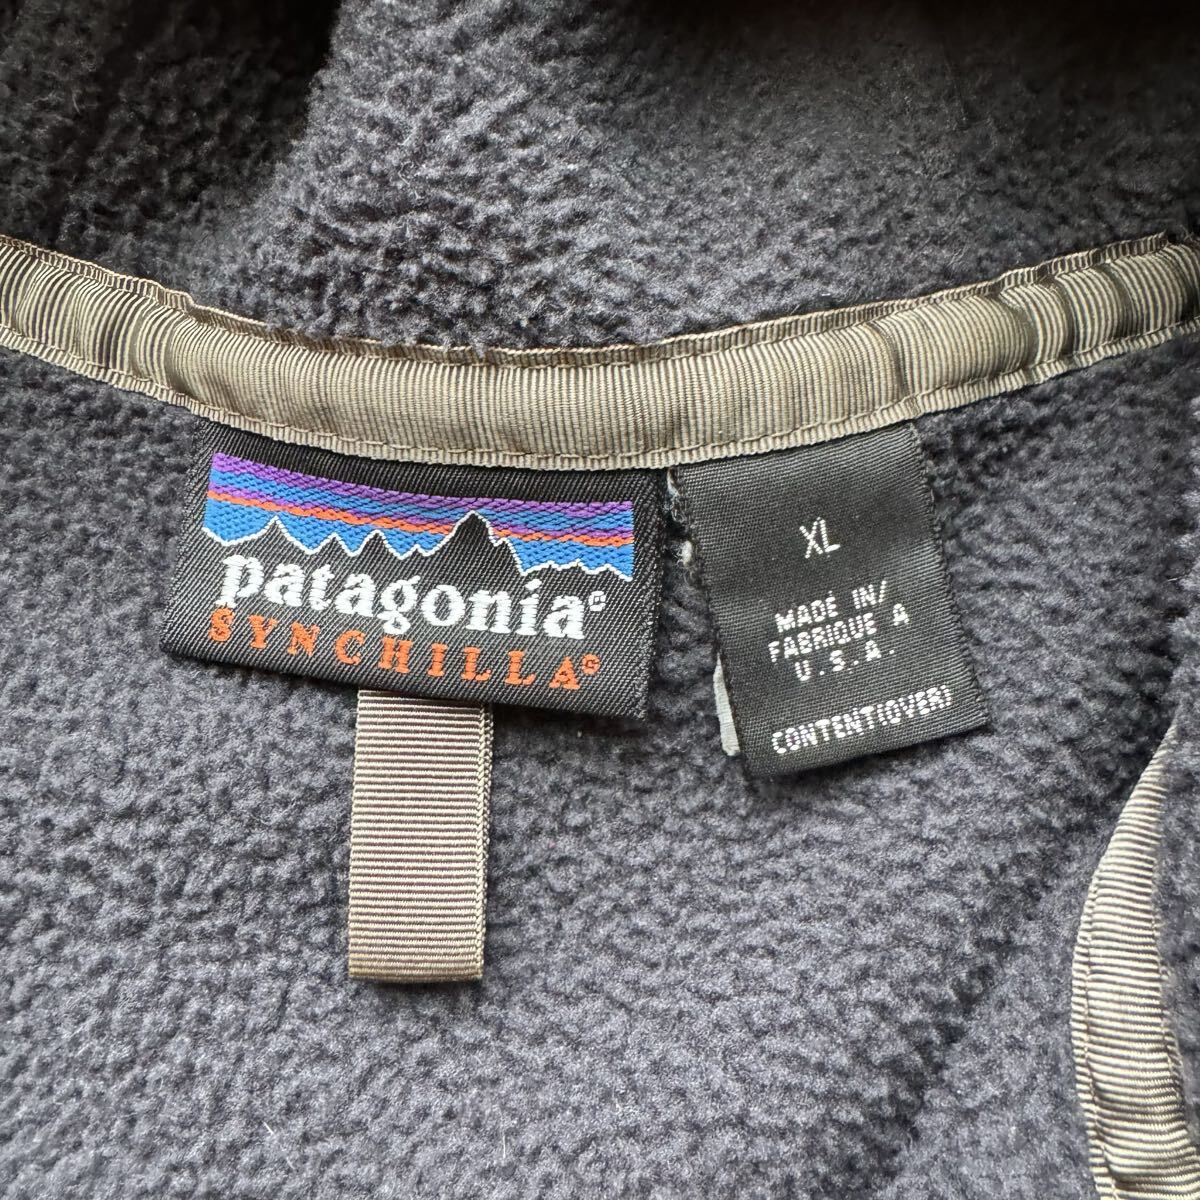 patagonia®
SYNCHILLA®
XL
MADE IN/
FABRIQUE A
U.S.A.
CONTENT(OVER)